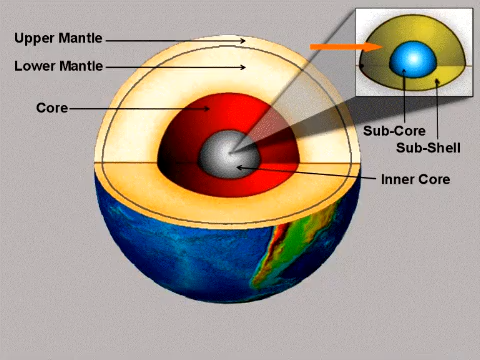 Upper Mantle
Lower Mantle
Core
Sub-Core
Sub-Shell
Inner Core